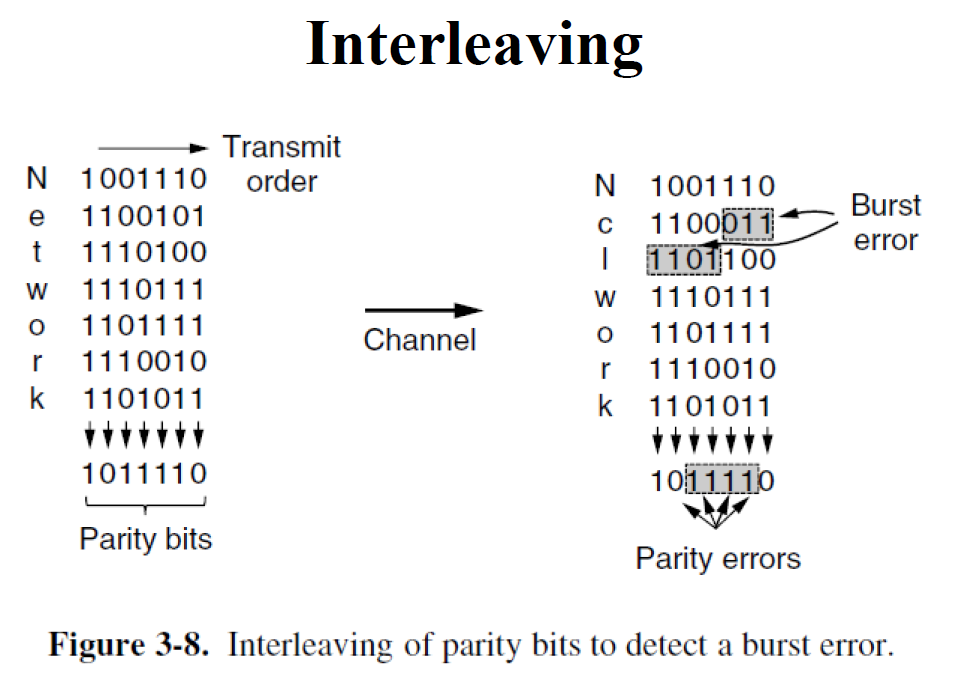 Interleaving
Transmit
order
N 1001110
e 1100101
t 1110100
w 1110111
o 1101111
r 1110010
k 1101011
1011110
Parity bits
Channel
N 1001110
c 1100011
l 1101100
w 1110111
o 1101111
r 1110010
k 1101011
1011110
Parity errors
Burst
error
Figure 3-8. Interleaving of parity bits to detect a burst error.